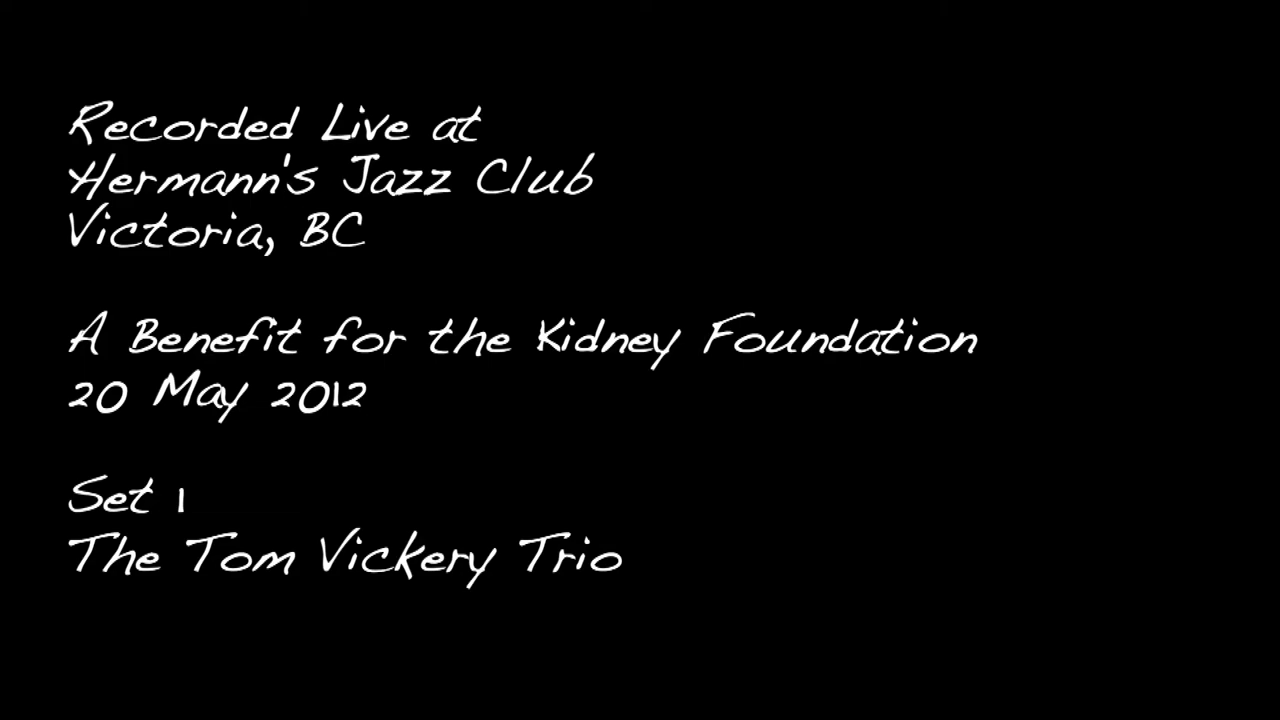 Recorded Live at
Hermann's Jazz Club
Victoria, BC
A Benefit for the Kidney Foundation
20 May 2012
Set 1
The Tom Vickery Trio